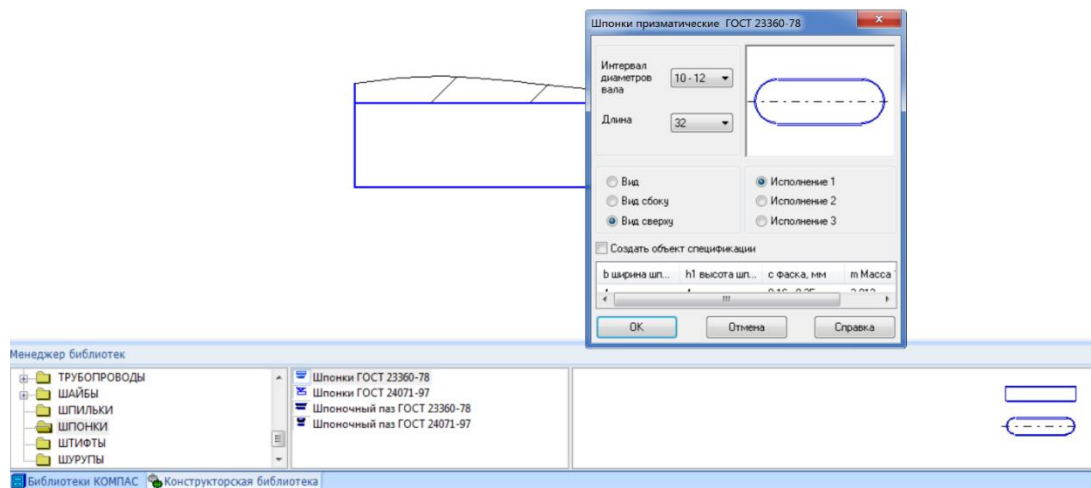 Шпонки призматические ГОСТ 23360-78
Интервал
диаметров
вала
10 - 12
Длина
32
Вид
Вид сбоку
Вид сверху
Исполнение 1
Исполнение 2
Исполнение 3
Создать объект спецификации
b ширина шп... h1 высота шп... с Фаска, мм m Масса
ОК Отмена Справка
Менеджер библиотек
ТРУБОПРОВОДЫ
ШАЙБЫ
ШПИЛЬКИ
ШПОНКИ
ШТИФТЫ
ШУРУПЫ
Шпонки ГОСТ 23360-78
Шпонки ГОСТ 24071-97
Шпоночный паз ГОСТ 23360-78
Шпоночный паз ГОСТ 24071-97
Библиотеки КОМПАС Конструкторская библиотека